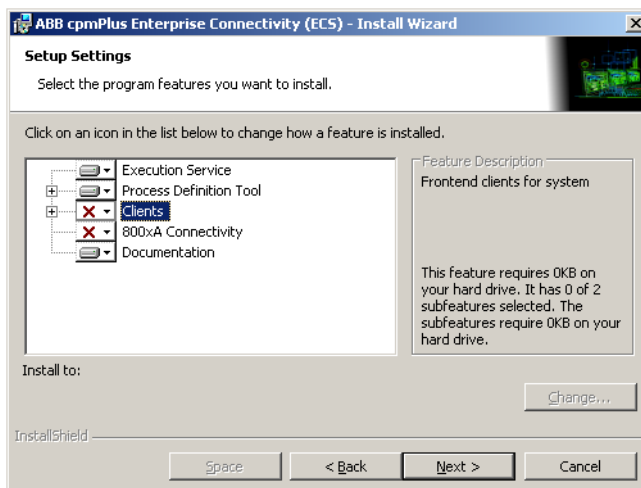 ABB cpmPlus Enterprise Connectivity (ECS) - Install Wizard
Setup Settings
Select the program features you want to install.
Click on an icon in the list below to change how a feature is installed.
Execution Service
Process Definition Tool
Clients
800xA Connectivity
Documentation
Feature Description
Frontend clients for system
This feature requires 0KB on
your hard drive. It has 0 of 2
subfeatures selected. The
subfeatures require 0KB on your
hard drive.
Install to:
Change...
InstallShield
Space
< Back
Next >
Cancel